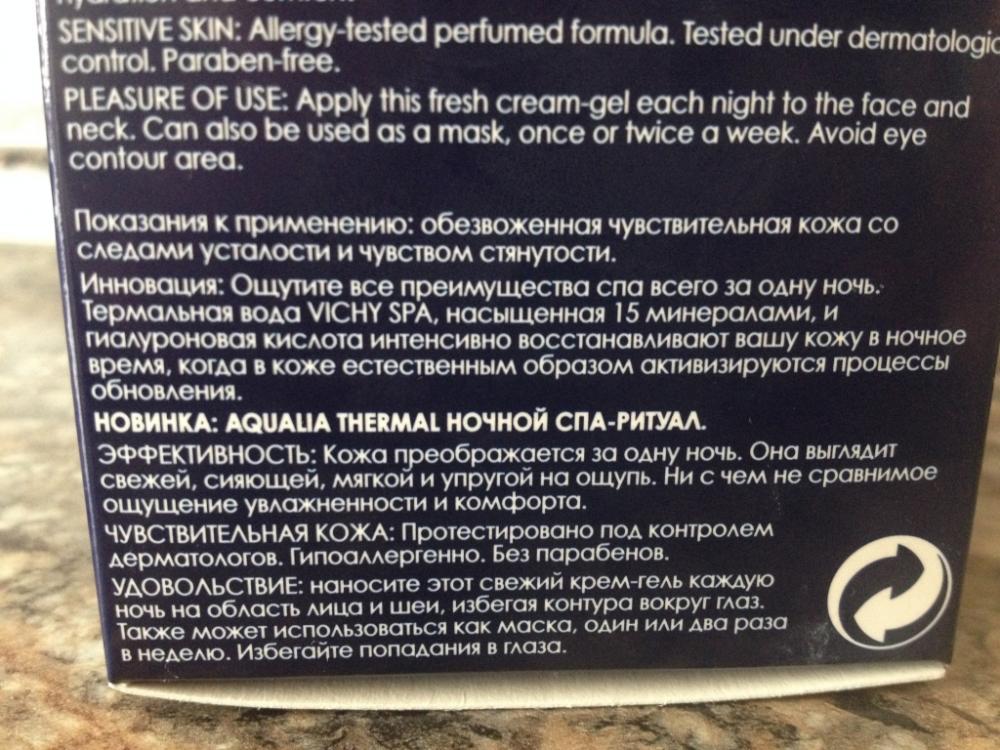 hydration and comfort.
SENSITIVE SKIN: Allergy-tested perfumed formula. Tested under dermatologic
control. Paraben-free.
PLEASURE OF USE: Apply this fresh cream-gel each night to the face and
neck. Can also be used as a mask, once or twice a week. Avoid eye
contour area.
Показания к применению: обезвоженная чувствительная кожа со
следами усталости и чувством стянутости.
Инновация: Ощутите все преимущества спа всего за одну ночь.
Термальная вода VICHY SPA, насыщенная 15 минералами, и
гиалуроновая кислота интенсивно восстанавливают вашу кожу в ночное
время, когда в коже естественным образом активизируются процессы
обновления.
НОВИНКА: AQUALIA THERMAL НОЧНОЙ СПА-РИТУАЛ.
ЭФФЕКТИВНОСТЬ: Кожа преображается за одну ночь. Она выглядит
свежей, сияющей, мягкой и упругой на ощупь. Ни с чем не сравнимое
ощущение увлажненности и комфорта.
ЧУВСТВИТЕЛЬНАЯ КОЖА: Протестировано под контролем
дерматологов. Гипоаллергенно. Без парабенов.
УДОВОЛЬСТВИЕ: наносите этот свежий крем-гель каждую
ночь на область лица и шеи, избегая контура вокруг глаз.
Также может использоваться как маска, один или два раза
в неделю. Избегайте попадания в глаза.